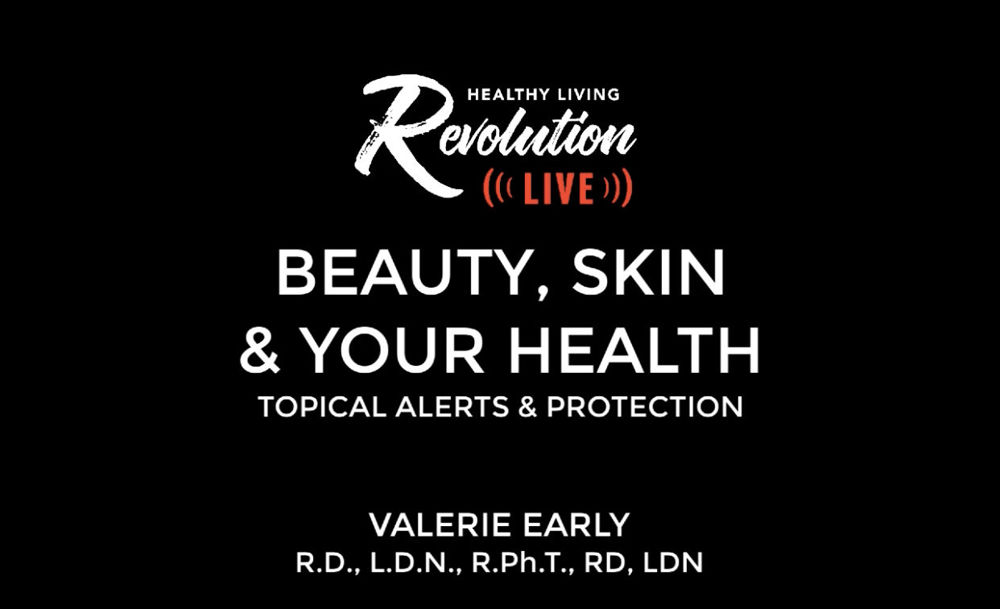 HEALTHY LIVING
Revolution
((( LIVE )))
BEAUTY, SKIN
& YOUR HEALTH
TOPICAL ALERTS & PROTECTION
VALERIE EARLY
R.D., L.D.N., R.Ph.T., RD, LDN